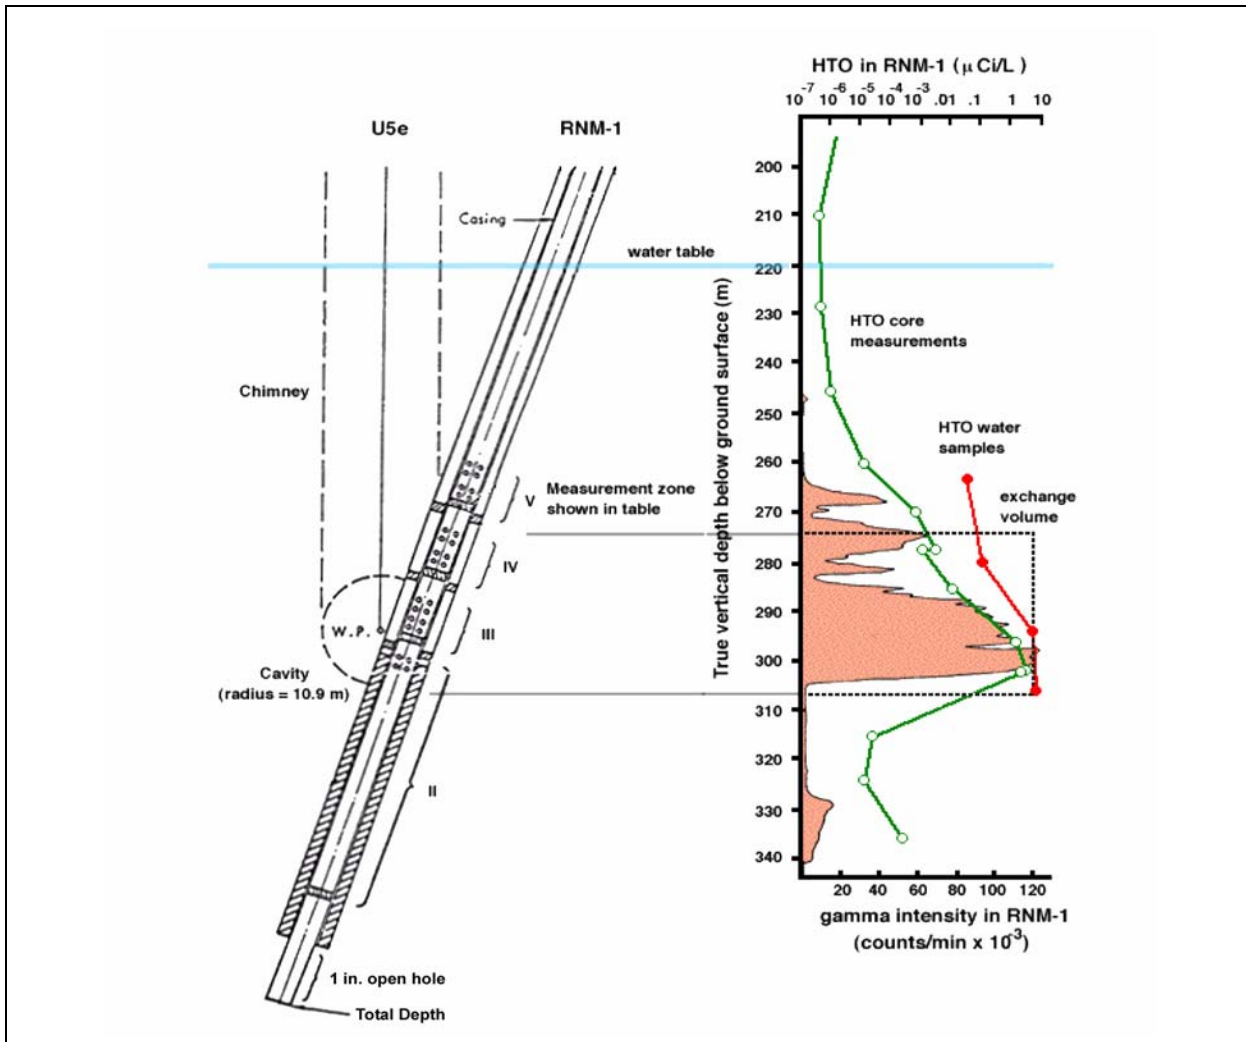 HTO in RNM-1 ( μ Ci/L )
10⁻⁷ 10⁻⁶ 10⁻⁵ 10⁻⁴ 10⁻³ .01 .1 1 10
U5e
RNM-1
200
210
220
230
240
250
260
270
280
290
300
310
320
330
340
Casing
water table
True vertical depth below ground surface (m)
HTO core
measurements
Chimney
HTO water
samples
exchange
volume
V
Measurement zone
shown in table
IV
W.P.
III
Cavity
(radius = 10.9 m)
II
20 40 60 80 100 120
gamma intensity in RNM-1
(counts/min x 10⁻³)
1 in. open hole
Total Depth